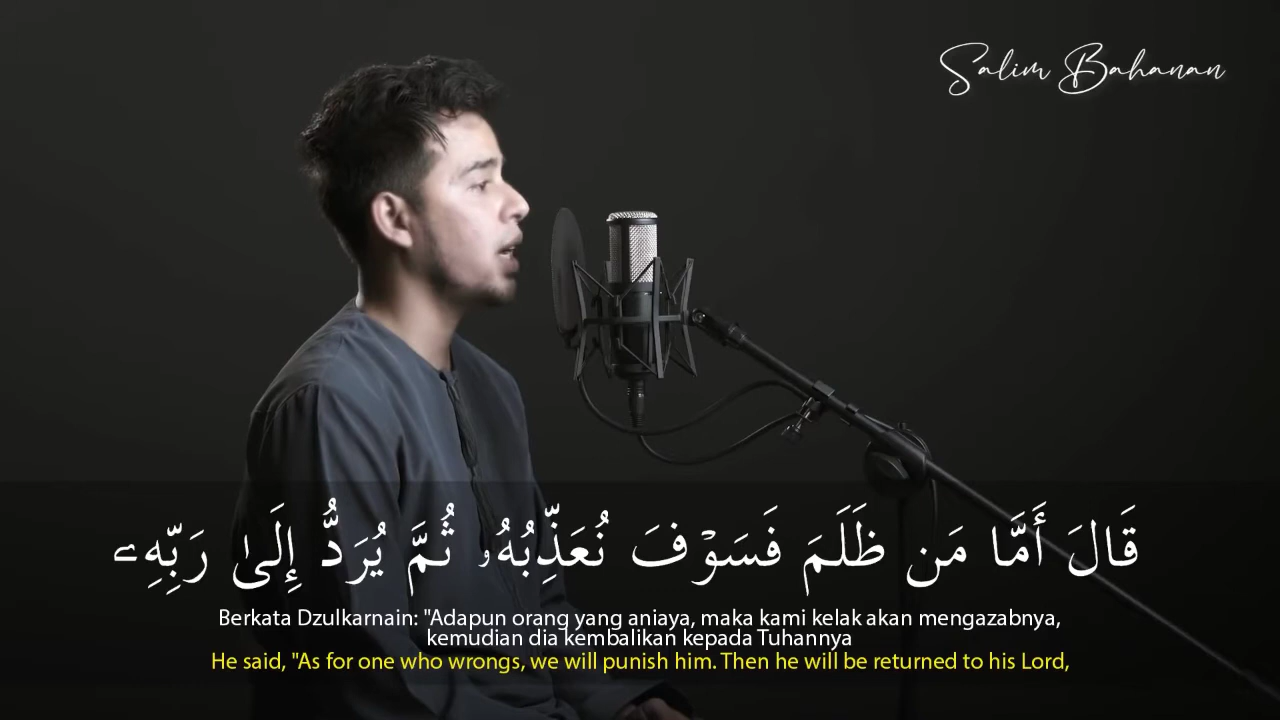 Salim Bahanan
قَالَ أَمَّا مَن ظَلَمَ فَسَوْفَ نُعَذِّبُهُۥ ثُمَّ يُرَدُّ إِلَىٰ رَبِّهِۦ
Berkata Dzulkarnain: "Adapun orang yang aniaya, maka kami kelak akan mengazabnya,
kemudian dia kembalikan kepada Tuhannya
He said, "As for one who wrongs, we will punish him. Then he will be returned to his Lord,